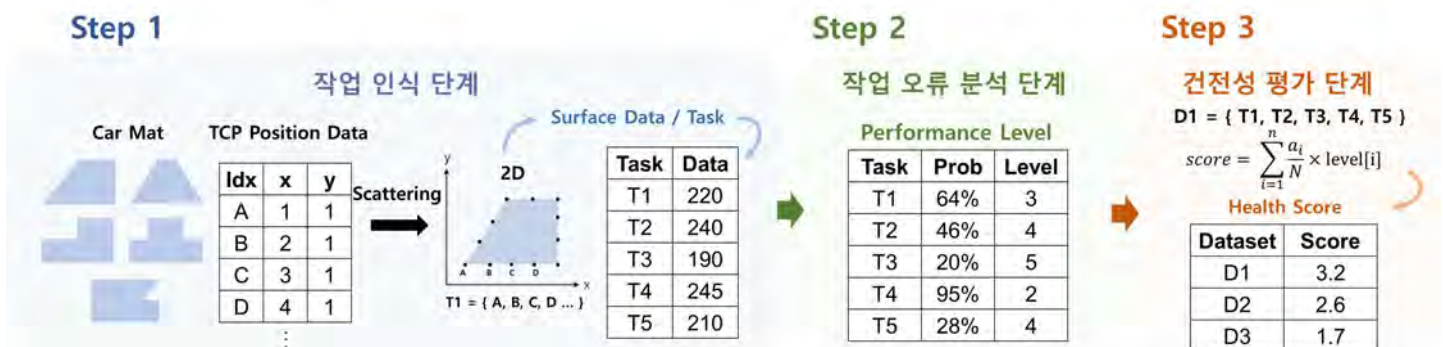 Step 1
작업 인식 단계
Car Mat
TCP Position Data
Idx x y
A 1 1
B 2 1
C 3 1
D 4 1
⋮
Scattering
Surface Data / Task
y
2D
A B C D
x
T1 = { A, B, C, D ... }
Task Data
T1 220
T2 240
T3 190
T4 245
T5 210
Step 2
작업 오류 분석 단계
Performance Level
Task Prob Level
T1 64% 3
T2 46% 4
T3 20% 5
T4 95% 2
T5 28% 4
Step 3
건전성 평가 단계
D1 = { T1, T2, T3, T4, T5 }
score = \sum_{i=1}^{n} \frac{a_i}{N} × level[i]
Health Score
Dataset Score
D1 3.2
D2 2.6
D3 1.7